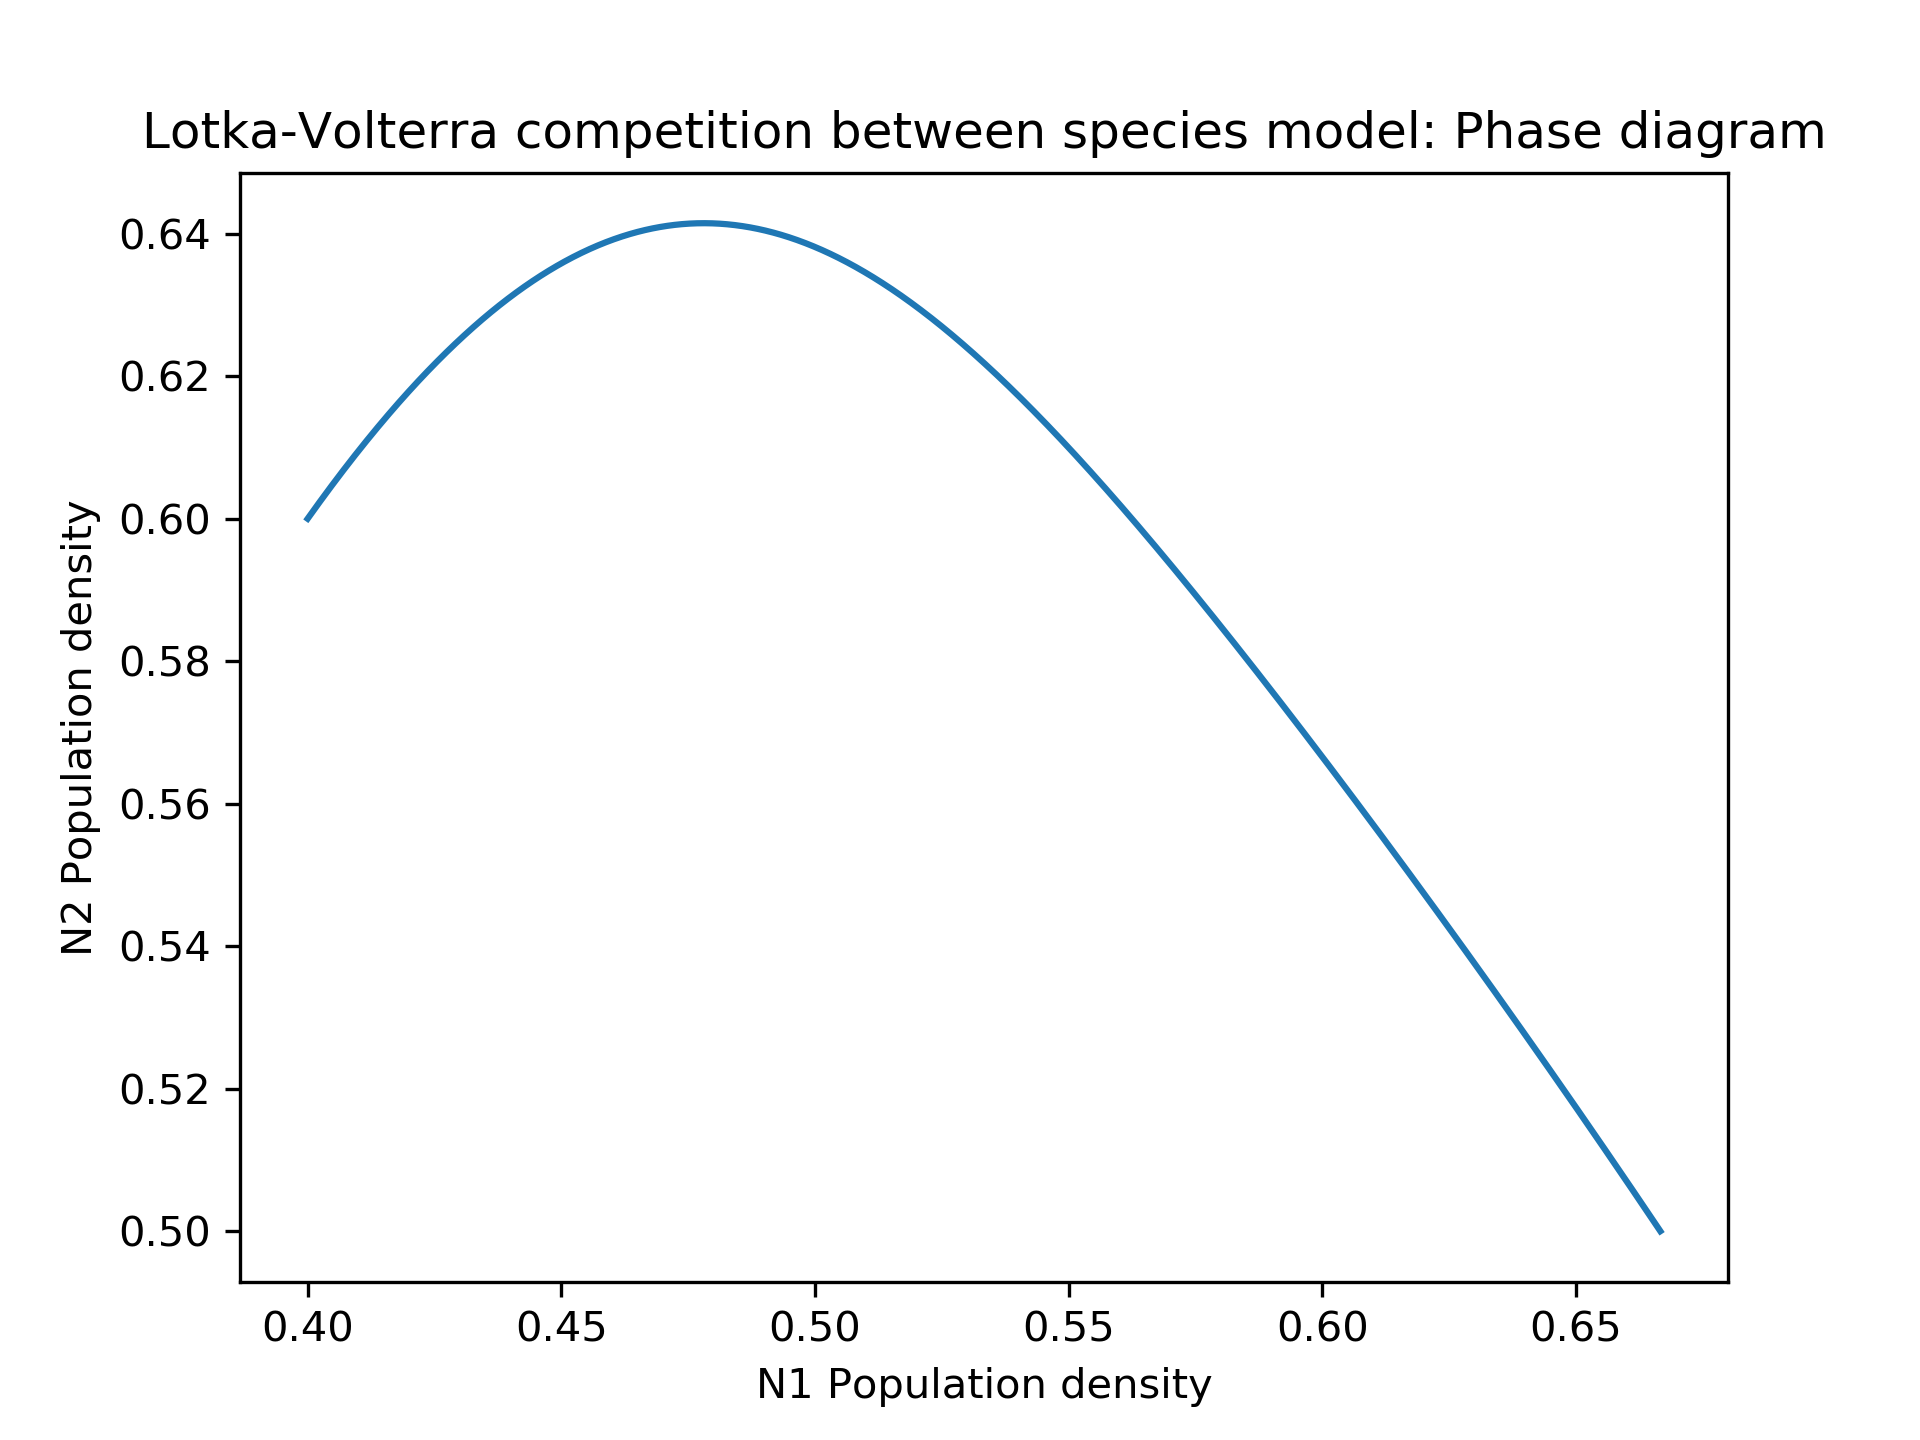 Lotka-Volterra competition between species model: Phase diagram
0.64
0.62
0.60
0.58
0.56
0.54
0.52
0.50
N2 Population density
0.40 0.45 0.50 0.55 0.60 0.65
N1 Population density